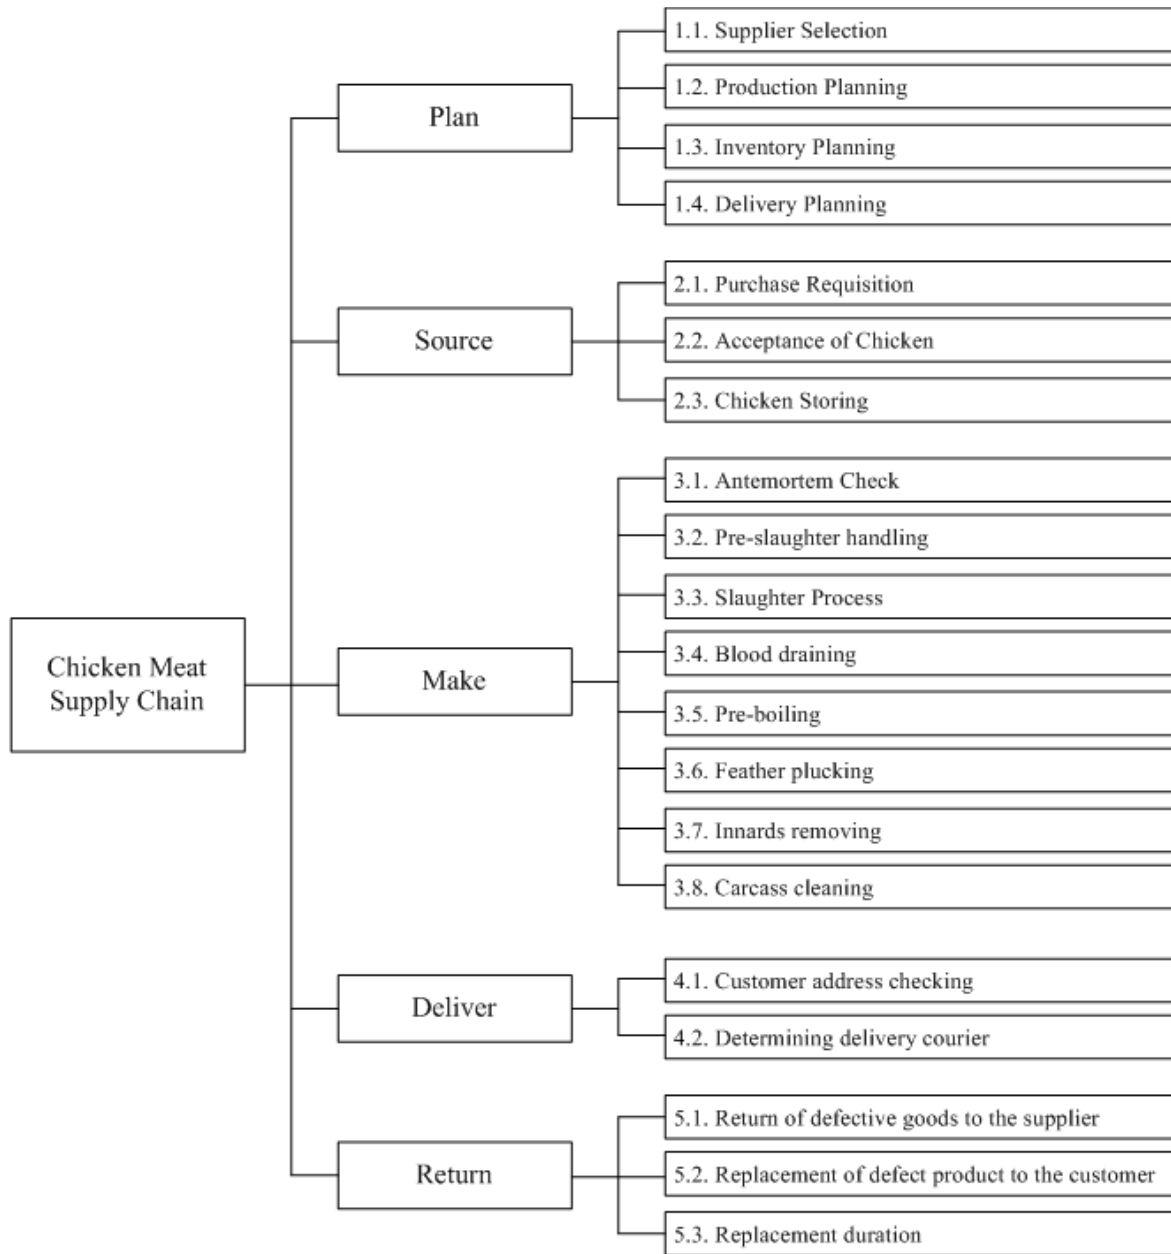 Chicken Meat
Supply Chain
Plan
1.1. Supplier Selection
1.2. Production Planning
1.3. Inventory Planning
1.4. Delivery Planning
Source
2.1. Purchase Requisition
2.2. Acceptance of Chicken
2.3. Chicken Storing
Make
3.1. Antemortem Check
3.2. Pre-slaughter handling
3.3. Slaughter Process
3.4. Blood draining
3.5. Pre-boiling
3.6. Feather plucking
3.7. Innards removing
3.8. Carcass cleaning
Deliver
4.1. Customer address checking
4.2. Determining delivery courier
Return
5.1. Return of defective goods to the supplier
5.2. Replacement of defect product to the customer
5.3. Replacement duration